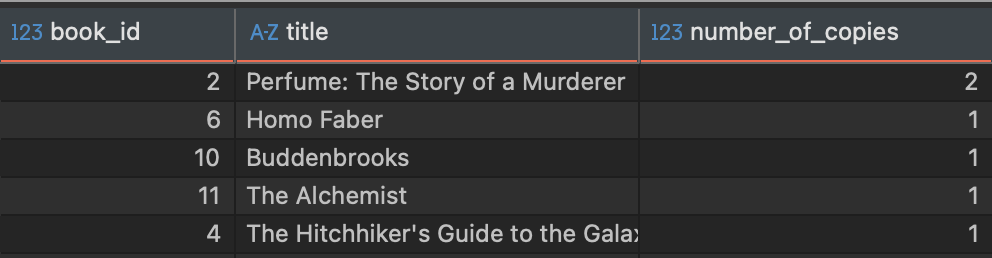 123 book_id A-Z title 123 number_of_copies
2 Perfume: The Story of a Murderer 2
6 Homo Faber 1
10 Buddenbrooks 1
11 The Alchemist 1
4 The Hitchhiker's Guide to the Gala 1